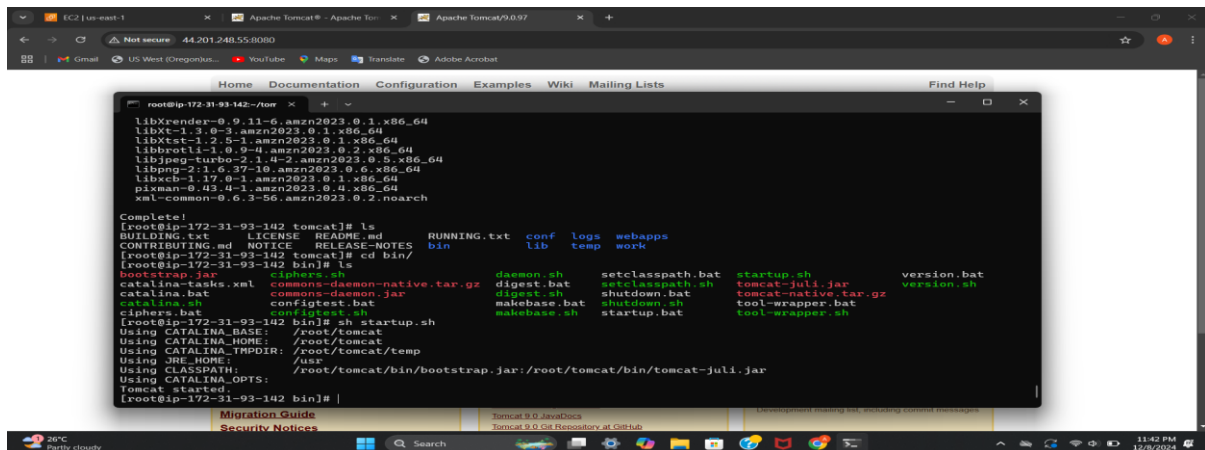 EC2 | us-east-1
Apache Tomcat® - Apache Tom
Apache Tomcat/9.0.97
Not secure 44.201.248.55:8080
Gmail US West (Oregon)us... YouTube Maps Translate Adobe Acrobat
Home Documentation Configuration Examples Wiki Mailing Lists Find Help
root@ip-172-31-93-142:~/tom
libXrender-0.9.11-6.amzn2023.0.1.x86_64
libXt-1.3.0-3.amzn2023.0.1.x86_64
libXtst-1.2.5-1.amzn2023.0.1.x86_64
libbrotli-1.0.9-4.amzn2023.0.2.x86_64
libjpeg-turbo-2.1.4-2.amzn2023.0.5.x86_64
libpng-2:1.6.37-10.amzn2023.0.6.x86_64
libxcb-1.17.0-1.amzn2023.0.1.x86_64
pixman-0.43.4-1.amzn2023.0.4.x86_64
xml-common-0.6.3-56.amzn2023.0.2.noarch
Complete!
[root@ip-172-31-93-142 tomcat]# ls
BUILDING.txt LICENSE README.md RUNNING.txt conf logs webapps
CONTRIBUTING.md NOTICE RELEASE-NOTES bin lib temp work
[root@ip-172-31-93-142 tomcat]# cd bin/
[root@ip-172-31-93-142 bin]# ls
bootstrap.jar ciphers.sh daemon.sh setclasspath.bat startup.sh version.bat
catalina-tasks.xml commons-daemon-native.tar.gz digest.bat setclasspath.sh tomcat-juli.jar version.sh
catalina.bat commons-daemon.jar digest.sh shutdown.bat tomcat-native.tar.gz
catalina.sh configtest.bat makebase.bat shutdown.sh tool-wrapper.bat
ciphers.bat configtest.sh makebase.sh startup.bat tool-wrapper.sh
[root@ip-172-31-93-142 bin]# sh startup.sh
Using CATALINA_BASE: /root/tomcat
Using CATALINA_HOME: /root/tomcat
Using CATALINA_TMPDIR: /root/tomcat/temp
Using JRE_HOME: /usr
Using CLASSPATH: /root/tomcat/bin/bootstrap.jar:/root/tomcat/bin/tomcat-juli.jar
Using CATALINA_OPTS:
Tomcat started.
[root@ip-172-31-93-142 bin]#
Development mailing list, including commit messages
Migration Guide
Tomcat 9.0 JavaDocs
Security Notices
Tomcat 9.0 Git Repository at GitHub
26°C
Partly cloudy
Search
11:42 PM
12/8/2024